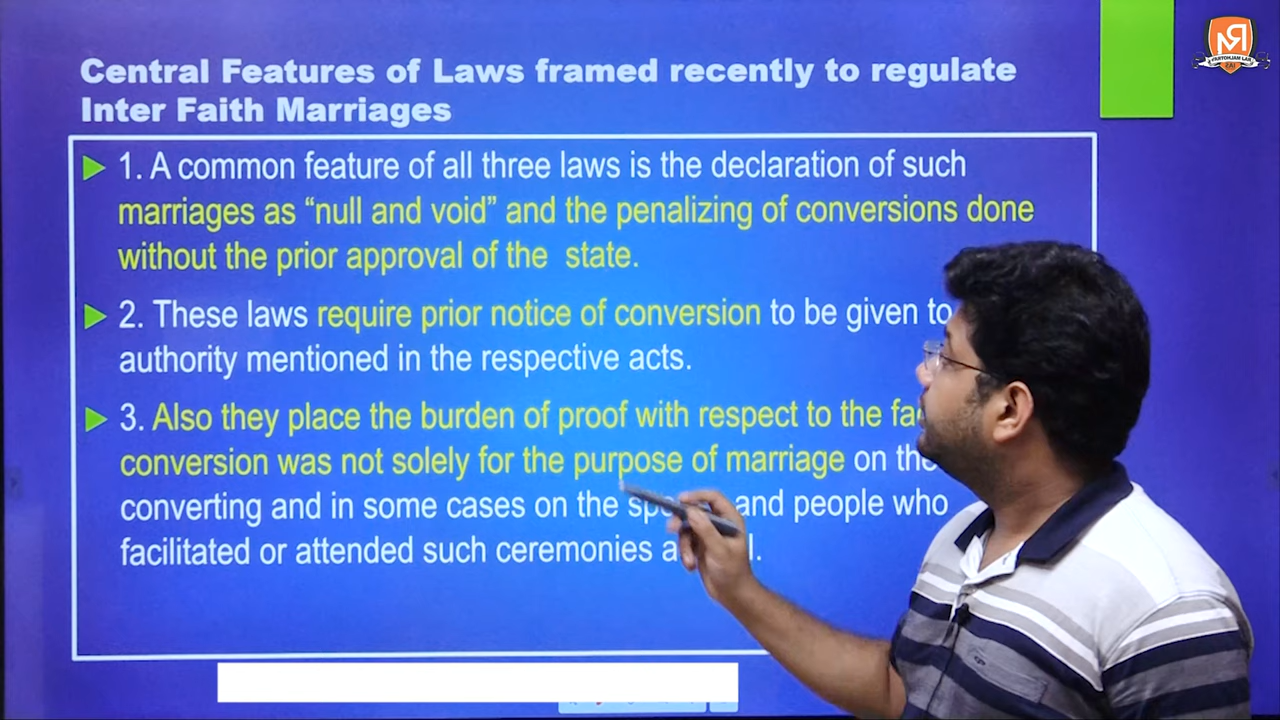 Central Features of Laws framed recently to regulate
Inter Faith Marriages
1. A common feature of all three laws is the declaration of such
marriages as “null and void” and the penalizing of conversions done
without the prior approval of the state.
2. These laws require prior notice of conversion to be given to
authority mentioned in the respective acts.
3. Also they place the burden of proof with respect to the
conversion was not solely for the purpose of marriage on
converting and in some cases on the and people who
facilitated or attended such ceremonies